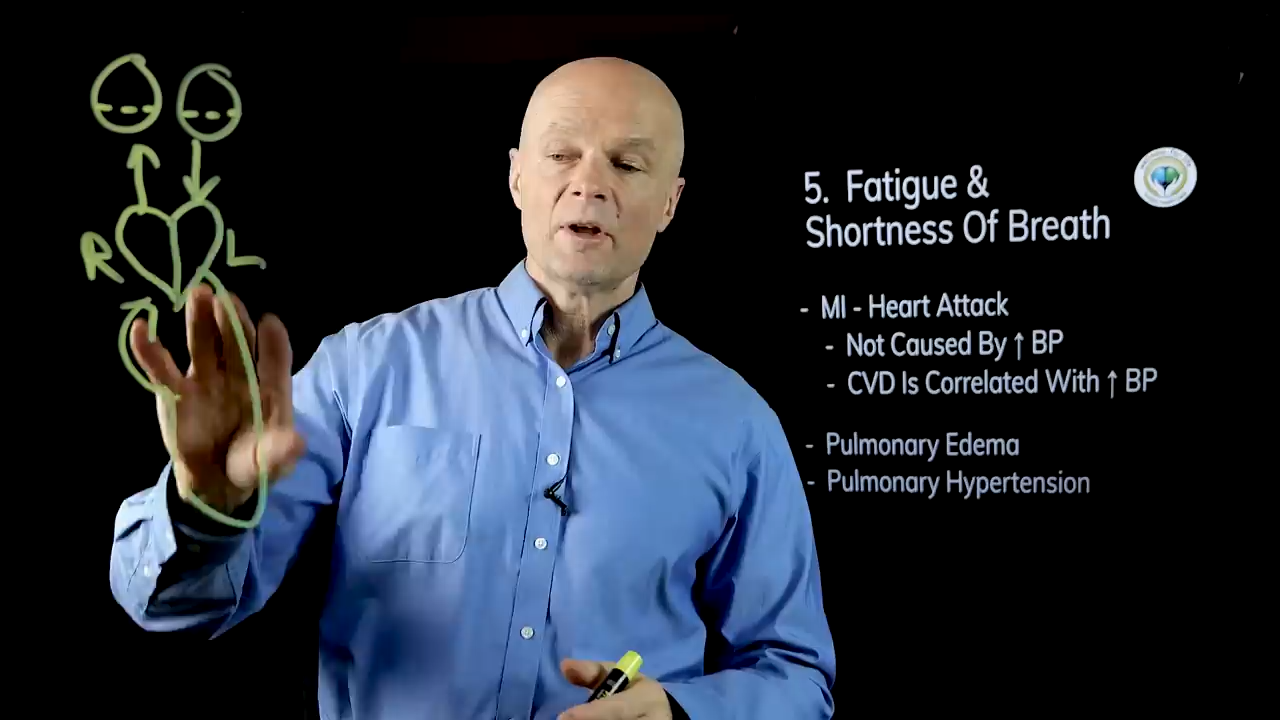 R
L
5. Fatigue &
Shortness Of Breath
- MI - Heart Attack
- Not Caused By ↑ BP
- CVD Is Correlated With ↑ BP
- Pulmonary Edema
- Pulmonary Hypertension